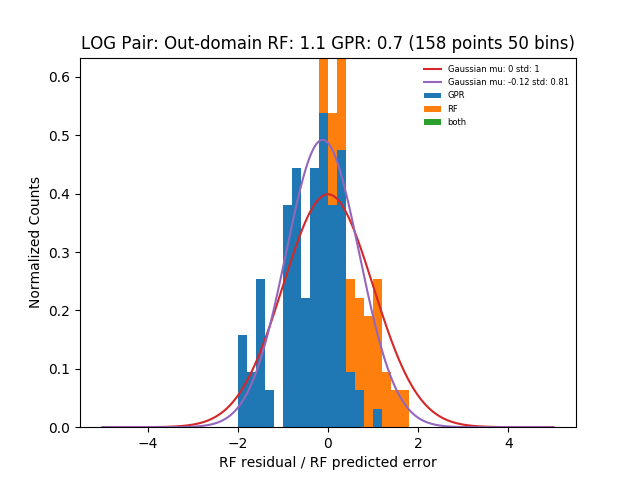 LOG Pair: Out-domain RF: 1.1 GPR: 0.7 (158 points 50 bins)
Gaussian mu: 0 std: 1
Gaussian mu: -0.12 std: 0.81
GPR
RF
both
Normalized Counts
0.6
0.5
0.4
0.3
0.2
0.1
0.0
−4 −2 0 2 4
RF residual / RF predicted error